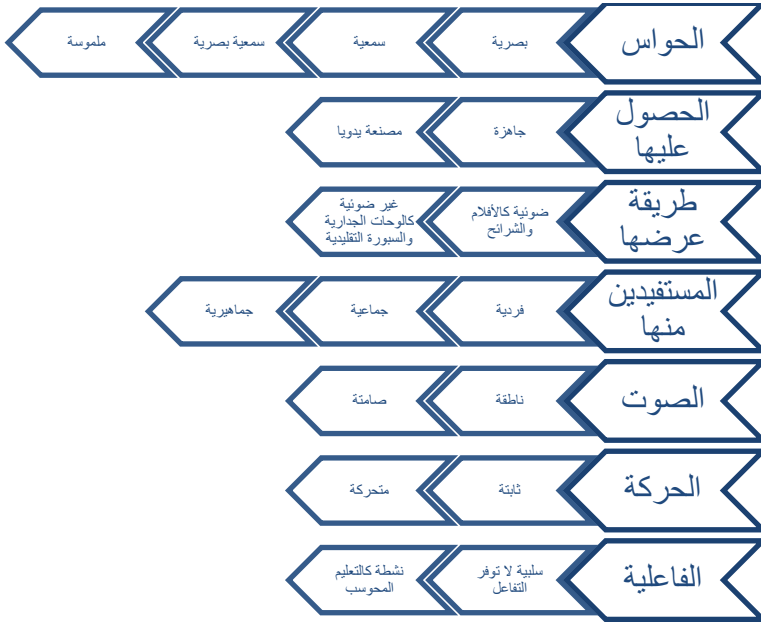 الحواس
بصرية
سمعية
سمعية بصرية
ملموسة
الحصول
عليها
جاهزة
مصنعة يدويا
طريقة
عرضها
ضوئية كالأفلام
والشرائح
غير ضوئية
كالوحات الجدارية
والسبورة التقليدية
المستفيدين
منها
فردية
جماعية
جماهيرية
الصوت
ناطقة
صامتة
الحركة
ثابتة
متحركة
الفاعلية
سلبية لا توفر
التفاعل
نشطة كالتعليم
المحوسب